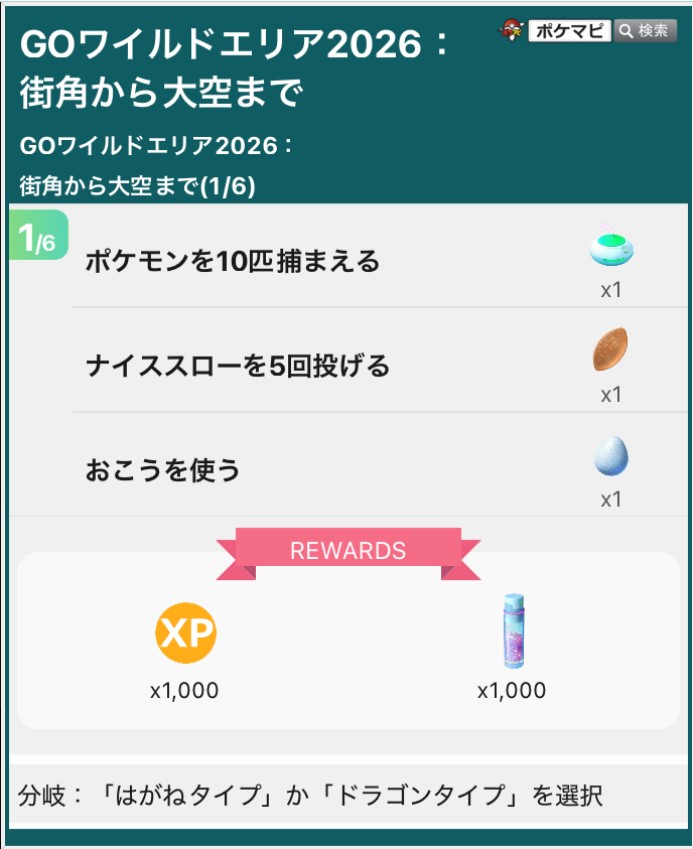 GOワイルドエリア2026：
街角から大空まで
ポケマピ 検索
GOワイルドエリア2026：
街角から大空まで(1/6)
1/6
ポケモンを10匹捕まえる
x1
ナイススローを5回投げる
x1
おこうを使う
x1
REWARDS
XP
x1,000
x1,000
分岐：「はがねタイプ」か「ドラゴンタイプ」を選択